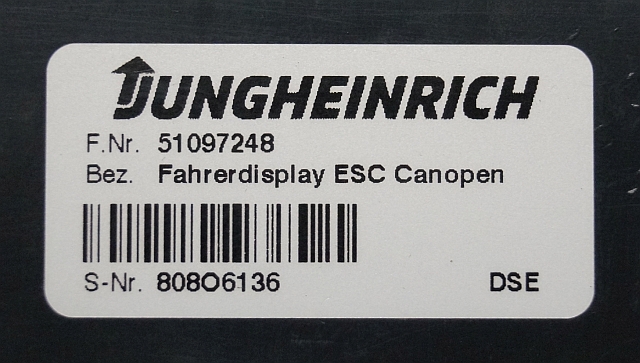 JUNGHEINRICH
F.Nr. 51097248
Bez. Fahrerdisplay ESC Canopen
S-Nr. 808O6136 DSE